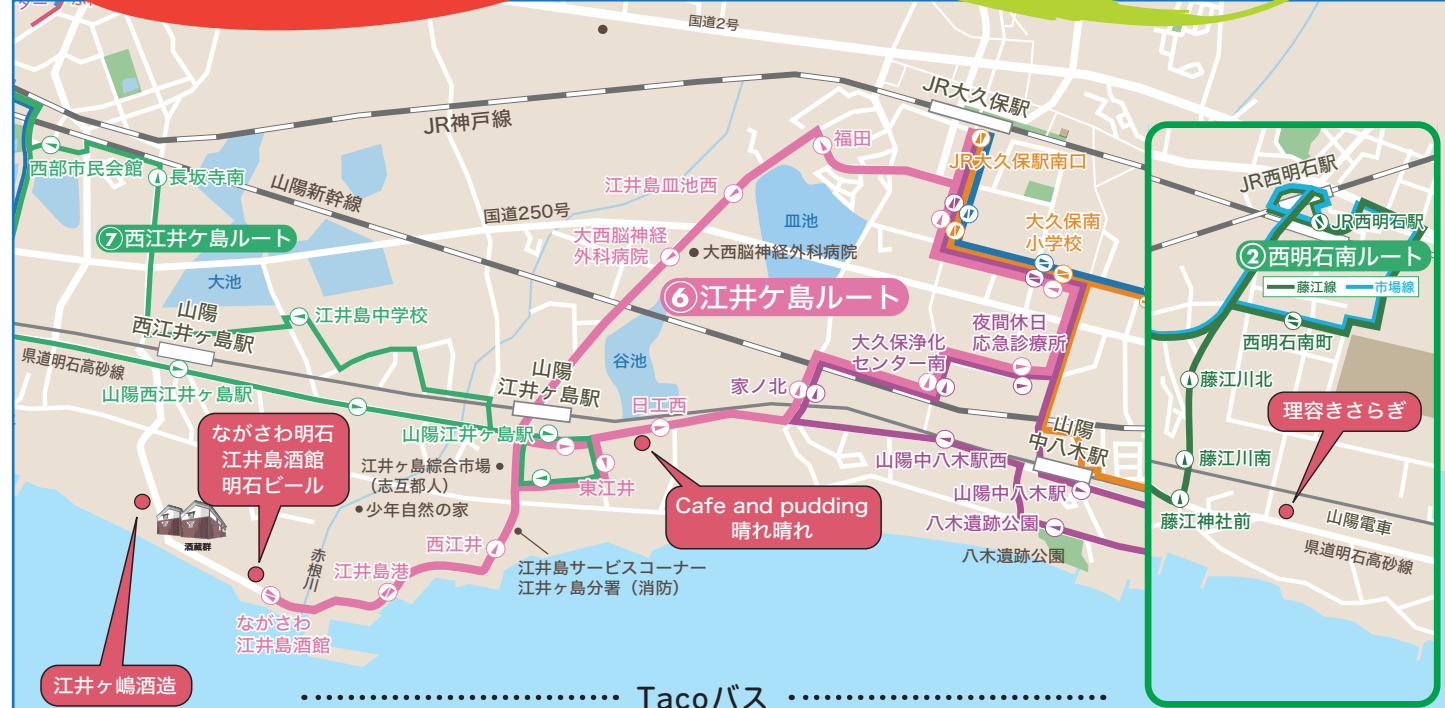 国道2号
JR神戸線
JR大久保駅
福田
JR大久保駅南口
西部市民会館
長坂寺南
山陽新幹線
江井島皿池西
国道250号
皿池
大久保南
小学校
JR西明石駅
JR西明石駅
⑦西江井ケ島ルート
大西脳神経
外科病院
大西脳神経外科病院
②西明石南ルート
藤江線
市場線
大池
⑥江井ケ島ルート
山陽
西江井ヶ島駅
江井島中学校
夜間休日
応急診療所
西明石南町
県道明石高砂線
大久保浄化
センター南
谷池
山陽
江井ヶ島駅
藤江川北
山陽西江井ヶ島駅
家ノ北
日工西
理容きさらぎ
ながさわ明石
江井島酒館
明石ビール
山陽江井ヶ島駅
山陽
中八木駅
江井ヶ島綜合市場
（志互都人）
東江井
山陽中八木駅西
藤江川南
少年自然の家
Cafe and pudding
晴れ晴れ
山陽中八木駅
藤江神社前
山陽電車
八木遺跡公園
酒蔵群
西江井
赤根川
八木遺跡公園
県道明石高砂線
江井島港
江井島サービスコーナー
江井ヶ島分署（消防）
ながさわ
江井島酒館
江井ヶ嶋酒造
Tacoバス